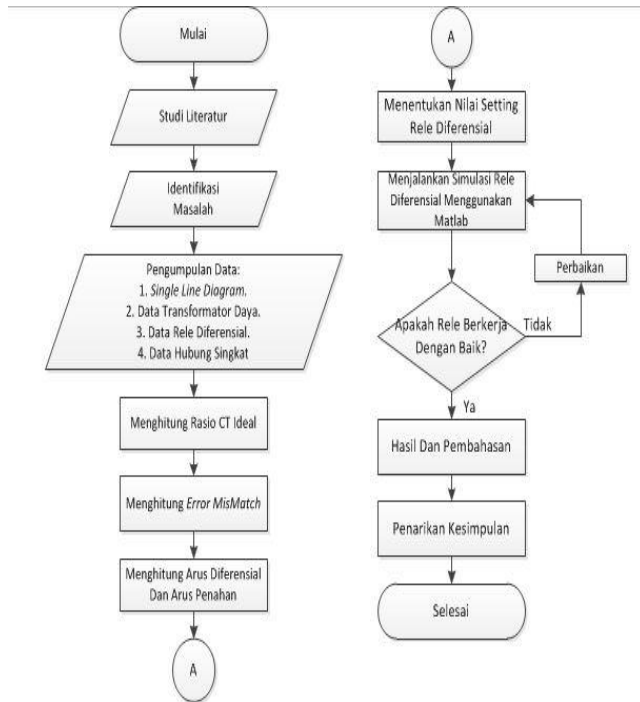 Mulai
Studi Literatur
Identifikasi
Masalah
Pengumpulan Data:
1. Single Line Diagram.
2. Data Transformator Daya.
3. Data Rele Diferensial.
4. Data Hubung Singkat
Menghitung Rasio CT Ideal
Menghitung Error MisMatch
Menghitung Arus Diferensial
Dan Arus Penahan
A
A
Menentukan Nilai Setting
Rele Diferensial
Menjalankan Simulasi Rele
Diferensial Menggunakan
Matlab
Perbaikan
Apakah Rele Berkerja
Dengan Baik?
Tidak
Ya
Hasil Dan Pembahasan
Penarikan Kesimpulan
Selesai